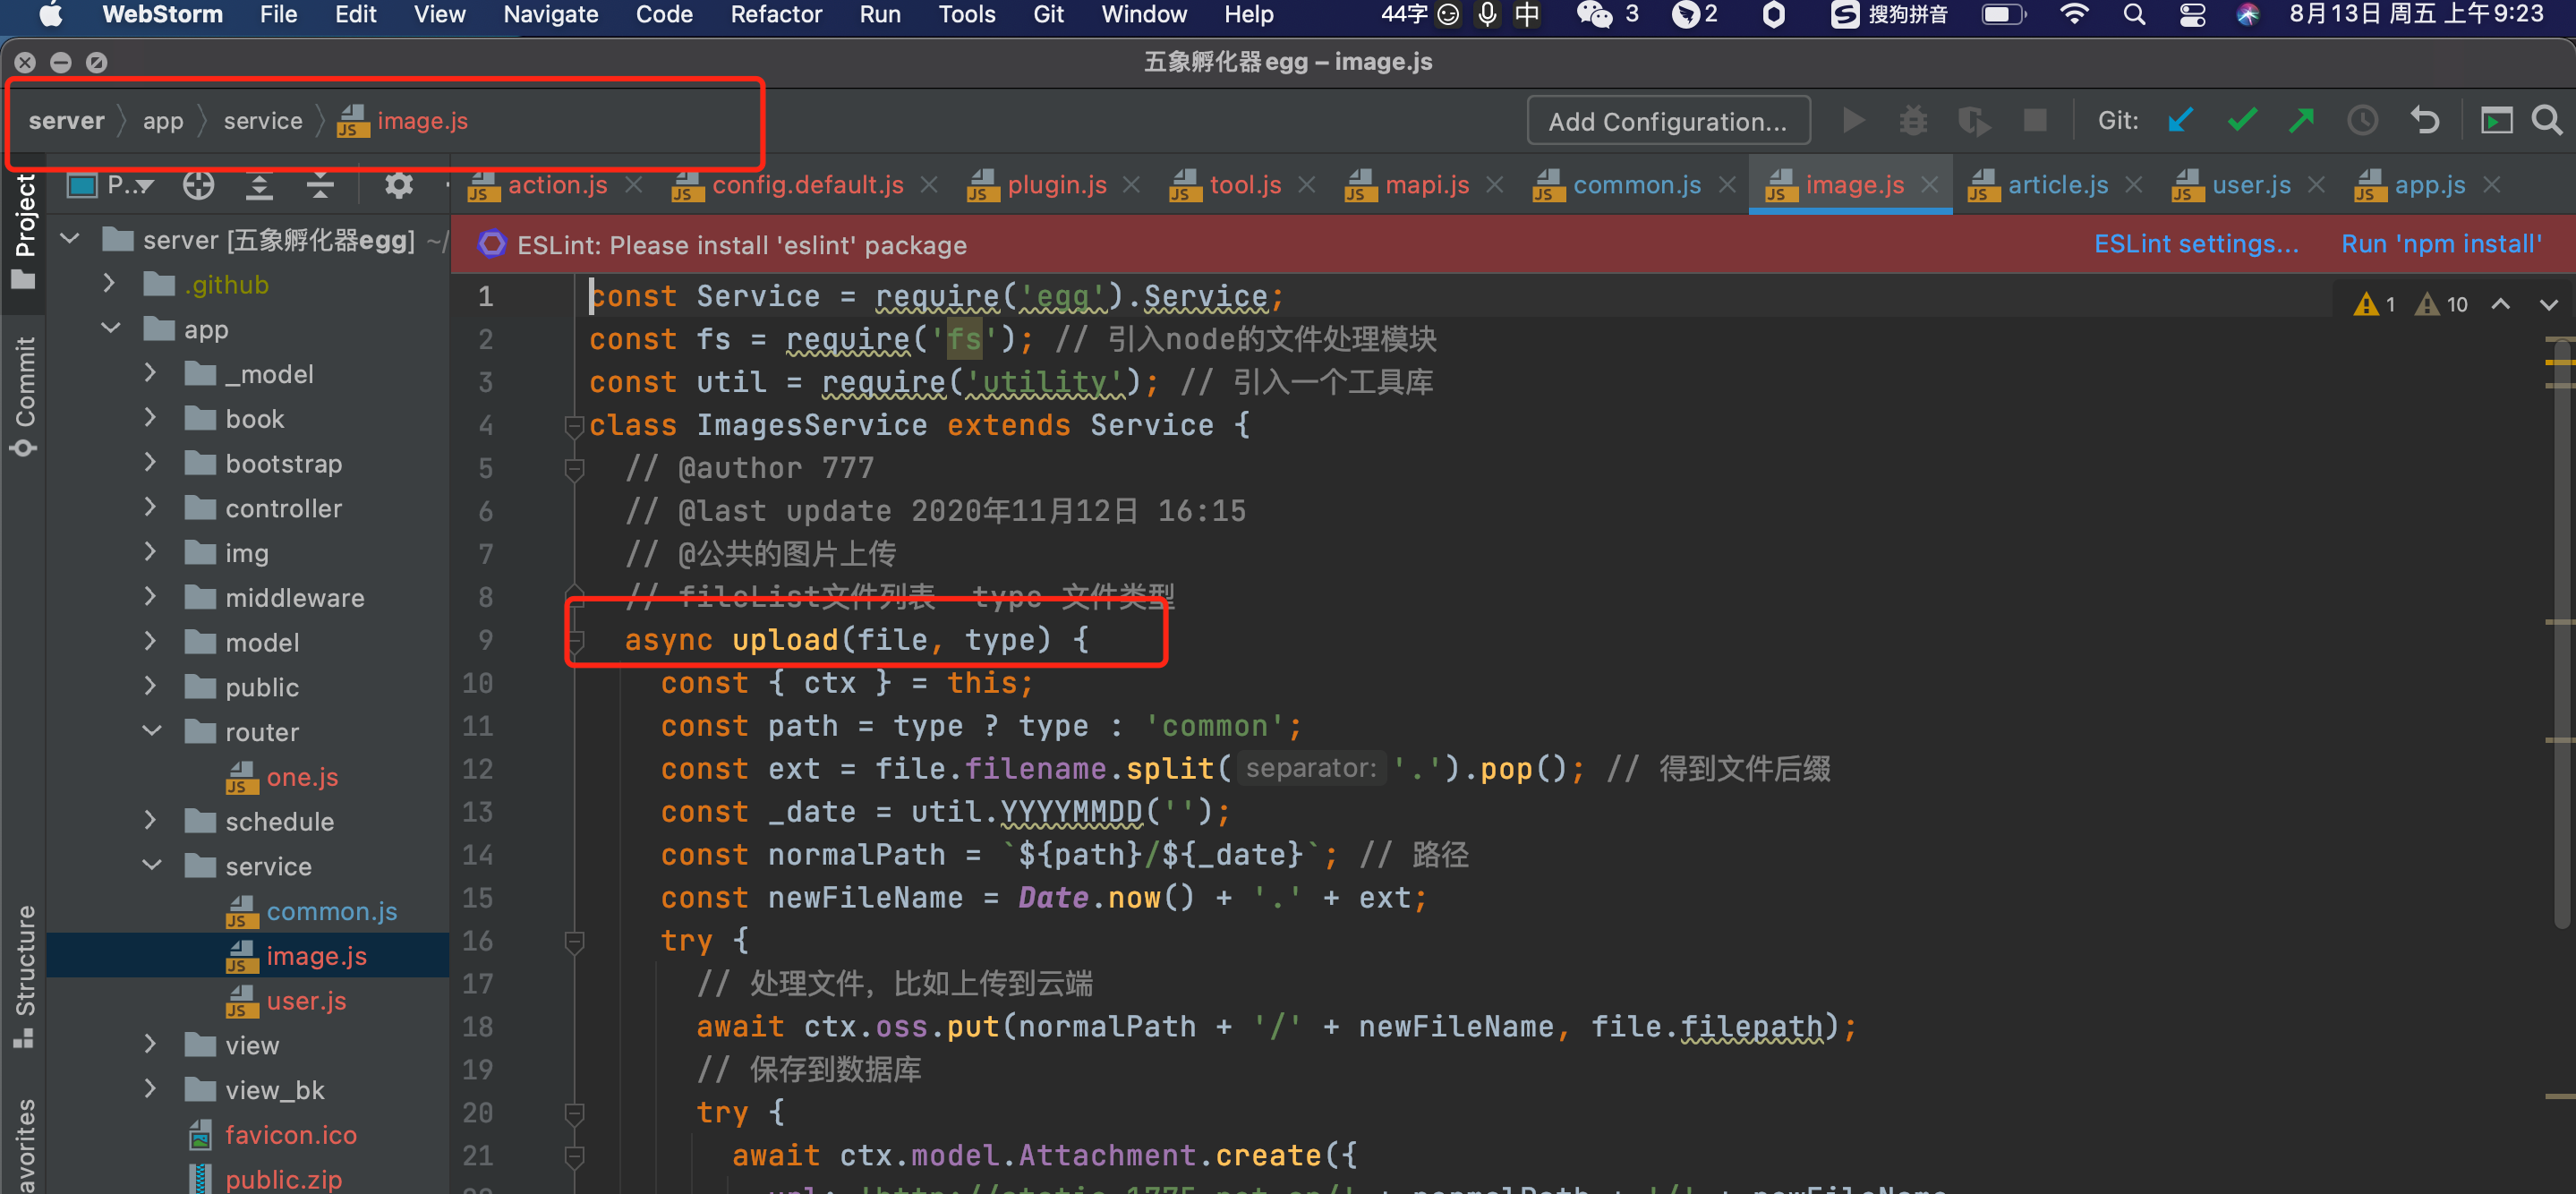 WebStorm File Edit View Navigate Code Refactor Run Tools Git Window Help 44字 中 3 2 搜狗拼音 8月13日 周五 上午9:23
五象孵化器egg – image.js
server app service image.js Add Configuration... Git:
P... action.js config.default.js plugin.js tool.js mapi.js common.js image.js article.js user.js app.js
ESLint: Please install 'eslint' package ESLint settings... Run 'npm install'
Project
Commit
Structure
avorites
server [五象孵化器egg] ~/
.github
app
_model
book
bootstrap
controller
img
middleware
model
public
router
one.js
schedule
service
common.js
image.js
user.js
view
view_bk
favicon.ico
public.zip
1 10
1 const Service = require('egg').Service;
2 const fs = require('fs'); // 引入node的文件处理模块
3 const util = require('utility'); // 引入一个工具库
4 class ImagesService extends Service {
5 // @author 777
6 // @last update 2020年11月12日 16:15
7 // @公共的图片上传
8 // fileList文件列表 type 文件类型
9 async upload(file, type) {
10 const { ctx } = this;
11 const path = type ? type : 'common';
12 const ext = file.filename.split( separator: '.').pop(); // 得到文件后缀
13 const _date = util.YYYYMMDD('');
14 const normalPath = `${path}/${_date}`; // 路径
15 const newFileName = Date.now() + '.' + ext;
16 try {
17 // 处理文件，比如上传到云端
18 await ctx.oss.put(normalPath + '/' + newFileName, file.filepath);
19 // 保存到数据库
20 try {
21 await ctx.model.Attachment.create({